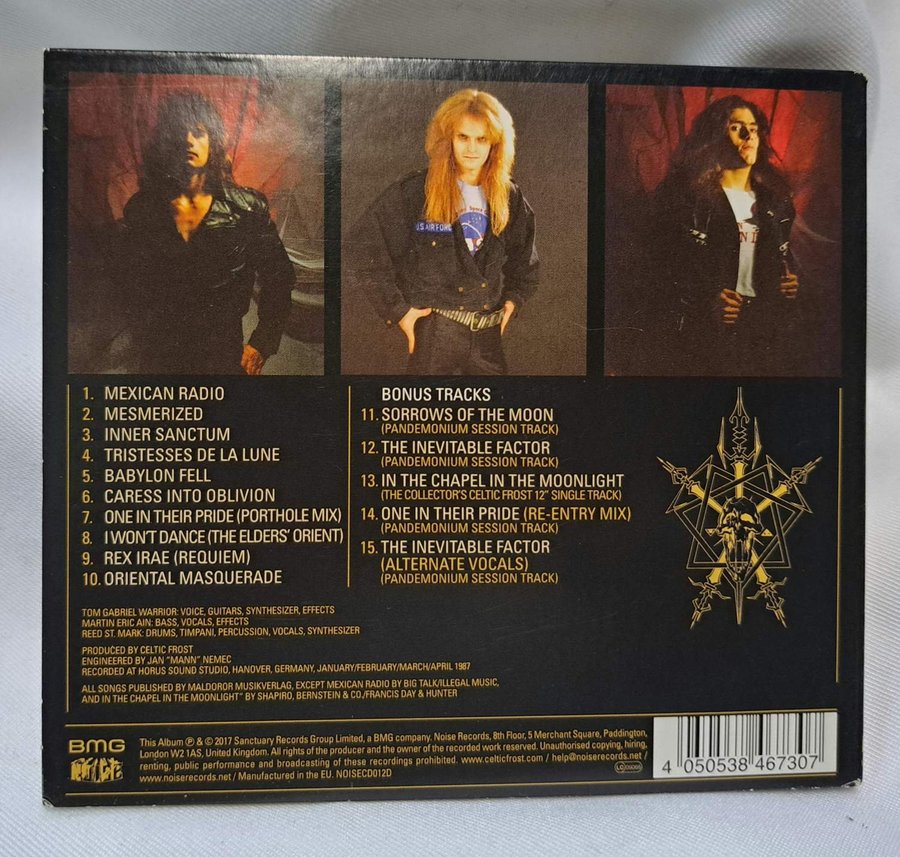 U.S AIR FORC
1. MEXICAN RADIO
2. MESMERIZED
3. INNER SANCTUM
4. TRISTESSES DE LA LUNE
5. BABYLON FELL
6. CARESS INTO OBLIVION
7. ONE IN THEIR PRIDE (PORTHOLE MIX)
8. I WON'T DANCE (THE ELDERS' ORIENT)
9. REX IRAE (REQUIEM)
10. ORIENTAL MASQUERADE
BONUS TRACKS
11. SORROWS OF THE MOON
(PANDEMONIUM SESSION TRACK)
12. THE INEVITABLE FACTOR
(PANDEMONIUM SESSION TRACK)
13. IN THE CHAPEL IN THE MOONLIGHT
(THE COLLECTOR'S CELTIC FROST 12" SINGLE TRACK)
14. ONE IN THEIR PRIDE (RE-ENTRY MIX)
(PANDEMONIUM SESSION TRACK)
15. THE INEVITABLE FACTOR
(ALTERNATE VOCALS)
(PANDEMONIUM SESSION TRACK)
TOM GABRIEL WARRIOR: VOICE, GUITARS, SYNTHESIZER, EFFECTS
MARTIN ERIC AIN: BASS, VOCALS, EFFECTS
REED ST. MARK: DRUMS, TIMPANI, PERCUSSION, VOCALS, SYNTHESIZER
PRODUCED BY CELTIC FROST
ENGINEERED BY JAN "MANN" NEMEC
RECORDED AT HORUS SOUND STUDIO, HANOVER, GERMANY, JANUARY/FEBRUARY/MARCH/APRIL 1987
ALL SONGS PUBLISHED BY MALDOROR MUSIKVERLAG, EXCEPT MEXICAN RADIO BY BIG TALK/ILLEGAL MUSIC,
AND IN THE CHAPEL IN THE MOONLIGHT" BY SHAPIRO, BERNSTEIN & CO./FRANCIS DAY & HUNTER
BMG
NOISE
This Album ℗ & © 2017 Sanctuary Records Group Limited, a BMG company. Noise Records, 8th Floor, 5 Merchant Square, Paddington,
London W2 1AS, United Kingdom. All rights of the producer and the owner of the recorded work reserved. Unauthorised copying, hiring,
renting, public performance and broadcasting of these recordings prohibited. www.celticfrost.com / help@noiserecords.net /
www.noiserecords.net / Manufactured in the EU. NOISECD012D
4 050538 467307